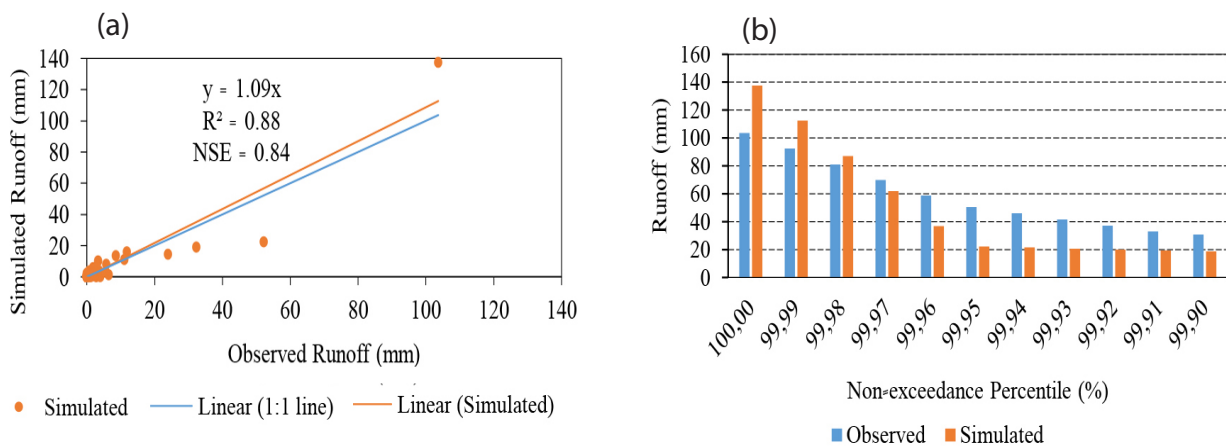 (a)
Simulated Runoff (mm)
140
120
100
80
60
40
20
0
y = 1.09x
R² = 0.88
NSE = 0.84
0 20 40 60 80 100 120 140
Observed Runoff (mm)
Simulated Linear (1:1 line) Linear (Simulated)
(b)
Runoff (mm)
160
140
120
100
80
60
40
20
0
100,00 99,99 99,98 99,97 99,96 99,95 99,94 99,93 99,92 99,91 99,90
Non-exceedance Percentile (%)
Observed Simulated